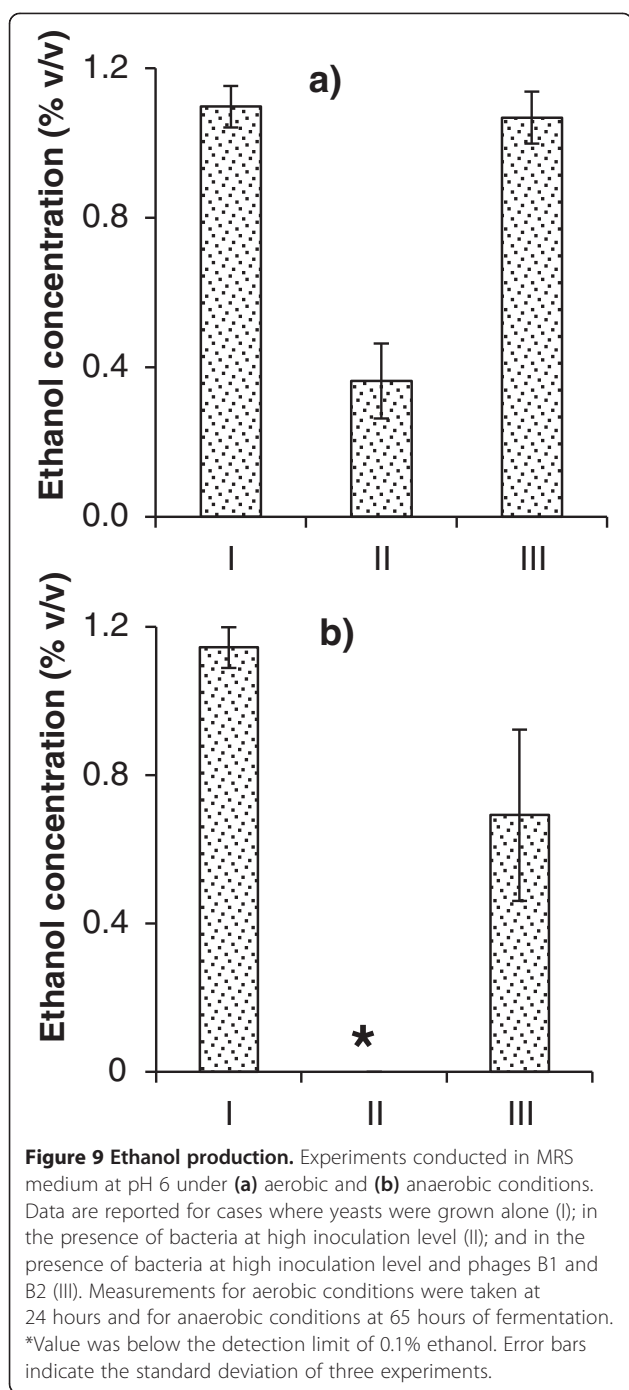 a)
Ethanol concentration (% v/v)
1.2
0.8
0.4
0.0
I II III
b)
Ethanol concentration (% v/v)
1.2
0.8
0.4
0
*
I II III
Figure 9 Ethanol production. Experiments conducted in MRS
medium at pH 6 under (a) aerobic and (b) anaerobic conditions.
Data are reported for cases where yeasts were grown alone (I); in
the presence of bacteria at high inoculation level (II); and in the
presence of bacteria at high inoculation level and phages B1 and
B2 (III). Measurements for aerobic conditions were taken at
24 hours and for anaerobic conditions at 65 hours of fermentation.
*Value was below the detection limit of 0.1% ethanol. Error bars
indicate the standard deviation of three experiments.